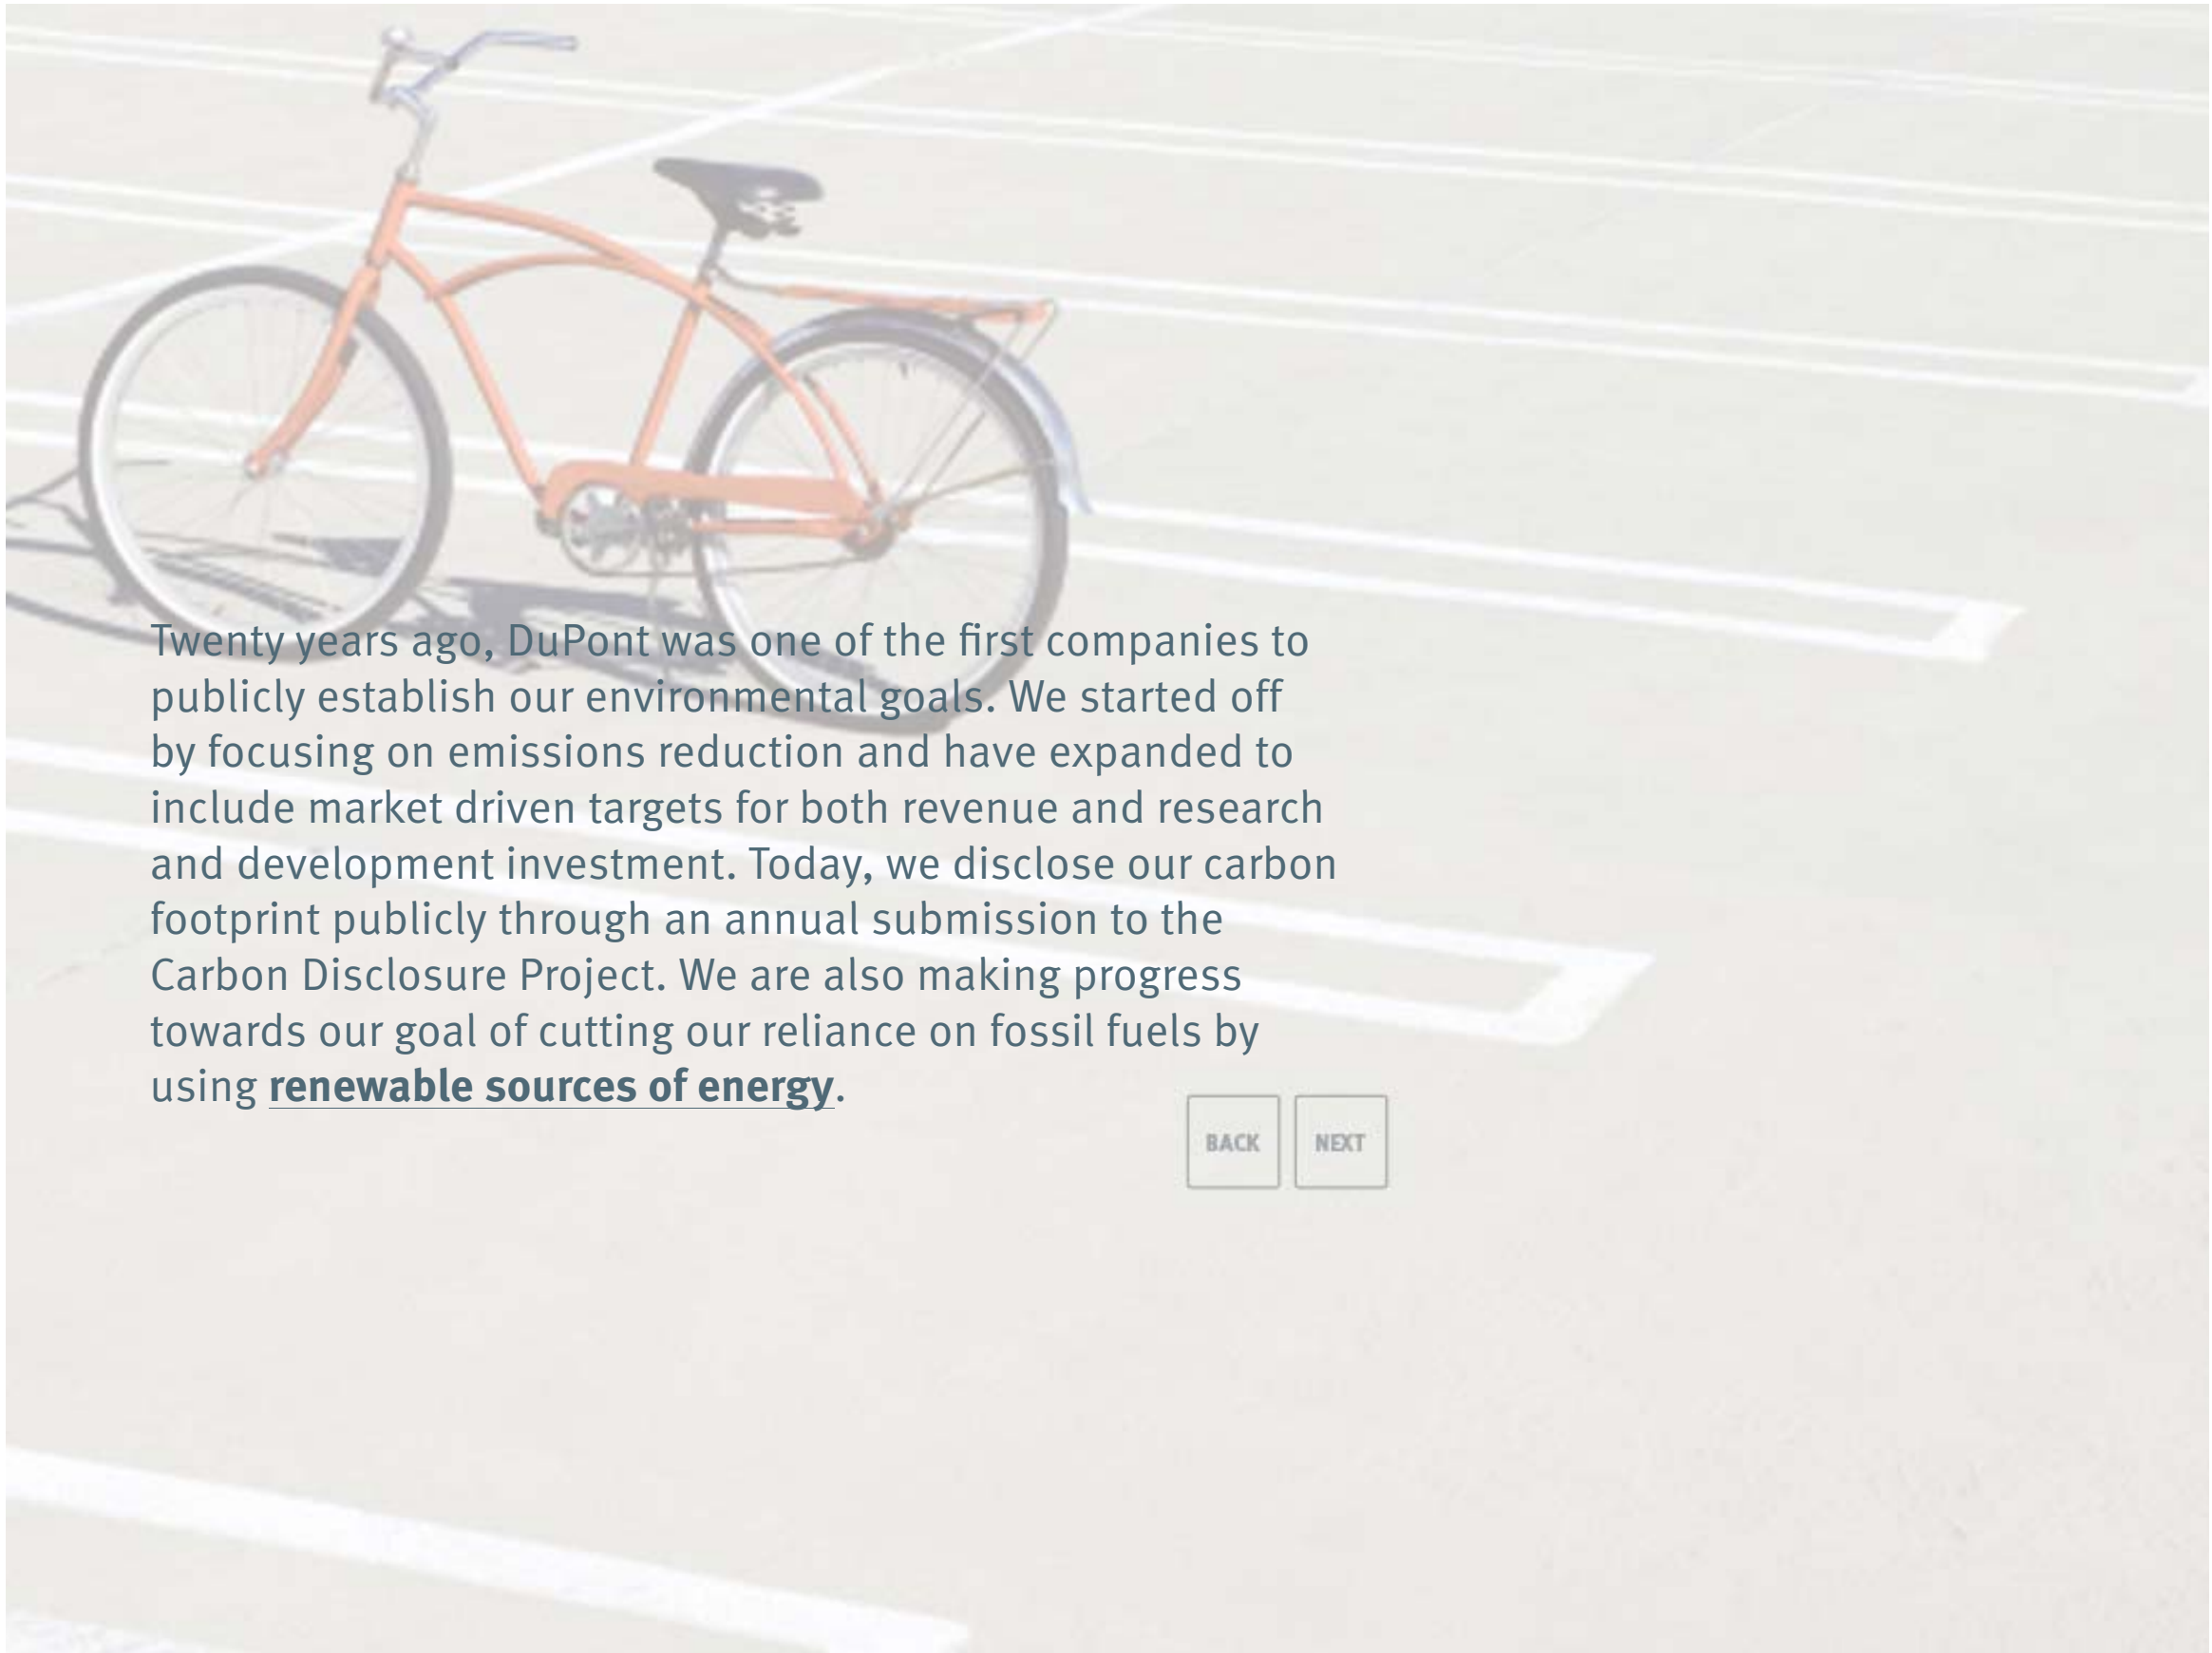 Twenty years ago, DuPont was one of the first companies to
publicly establish our environmental goals. We started off
by focusing on emissions reduction and have expanded to
include market driven targets for both revenue and research
and development investment. Today, we disclose our carbon
footprint publicly through an annual submission to the
Carbon Disclosure Project. We are also making progress
towards our goal of cutting our reliance on fossil fuels by
using renewable sources of energy.
BACK NEXT